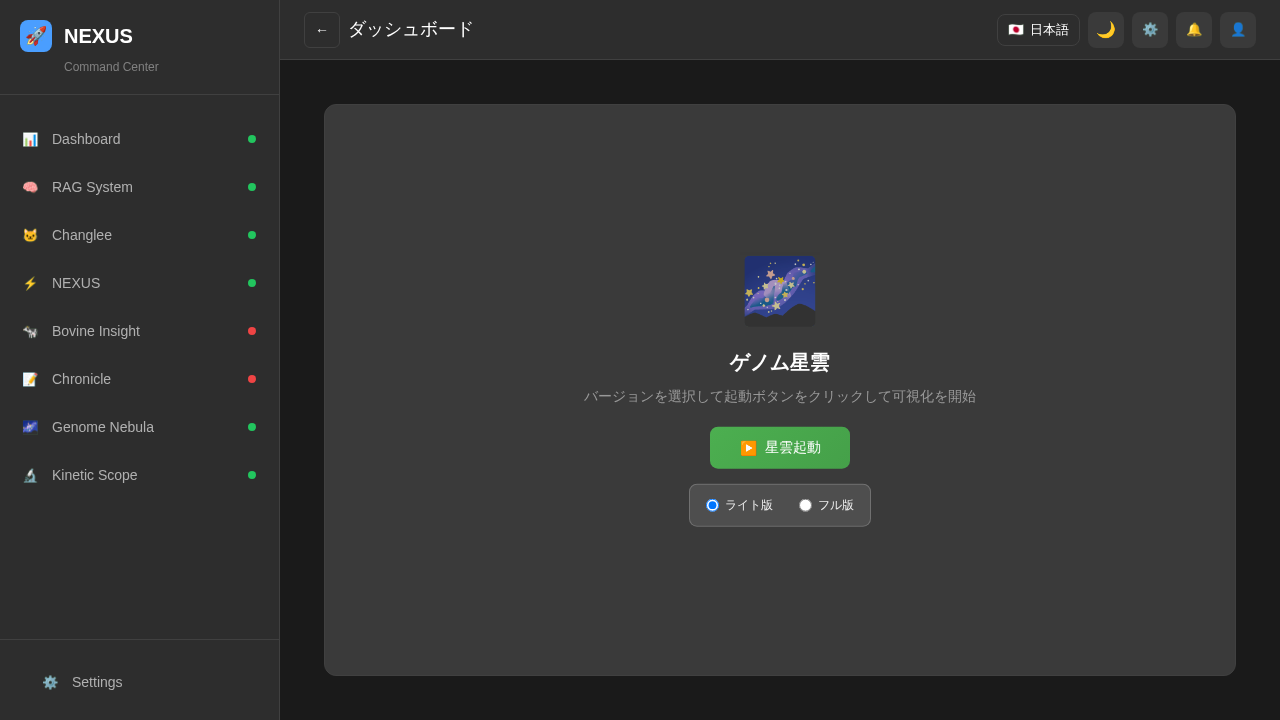 NEXUS
Command Center
Dashboard
RAG System
Changlee
NEXUS
Bovine Insight
Chronicle
Genome Nebula
Kinetic Scope
Settings
← ダッシュボード
日本語
ゲノム星雲
バージョンを選択して起動ボタンをクリックして可視化を開始
星雲起動
ライト版 フル版